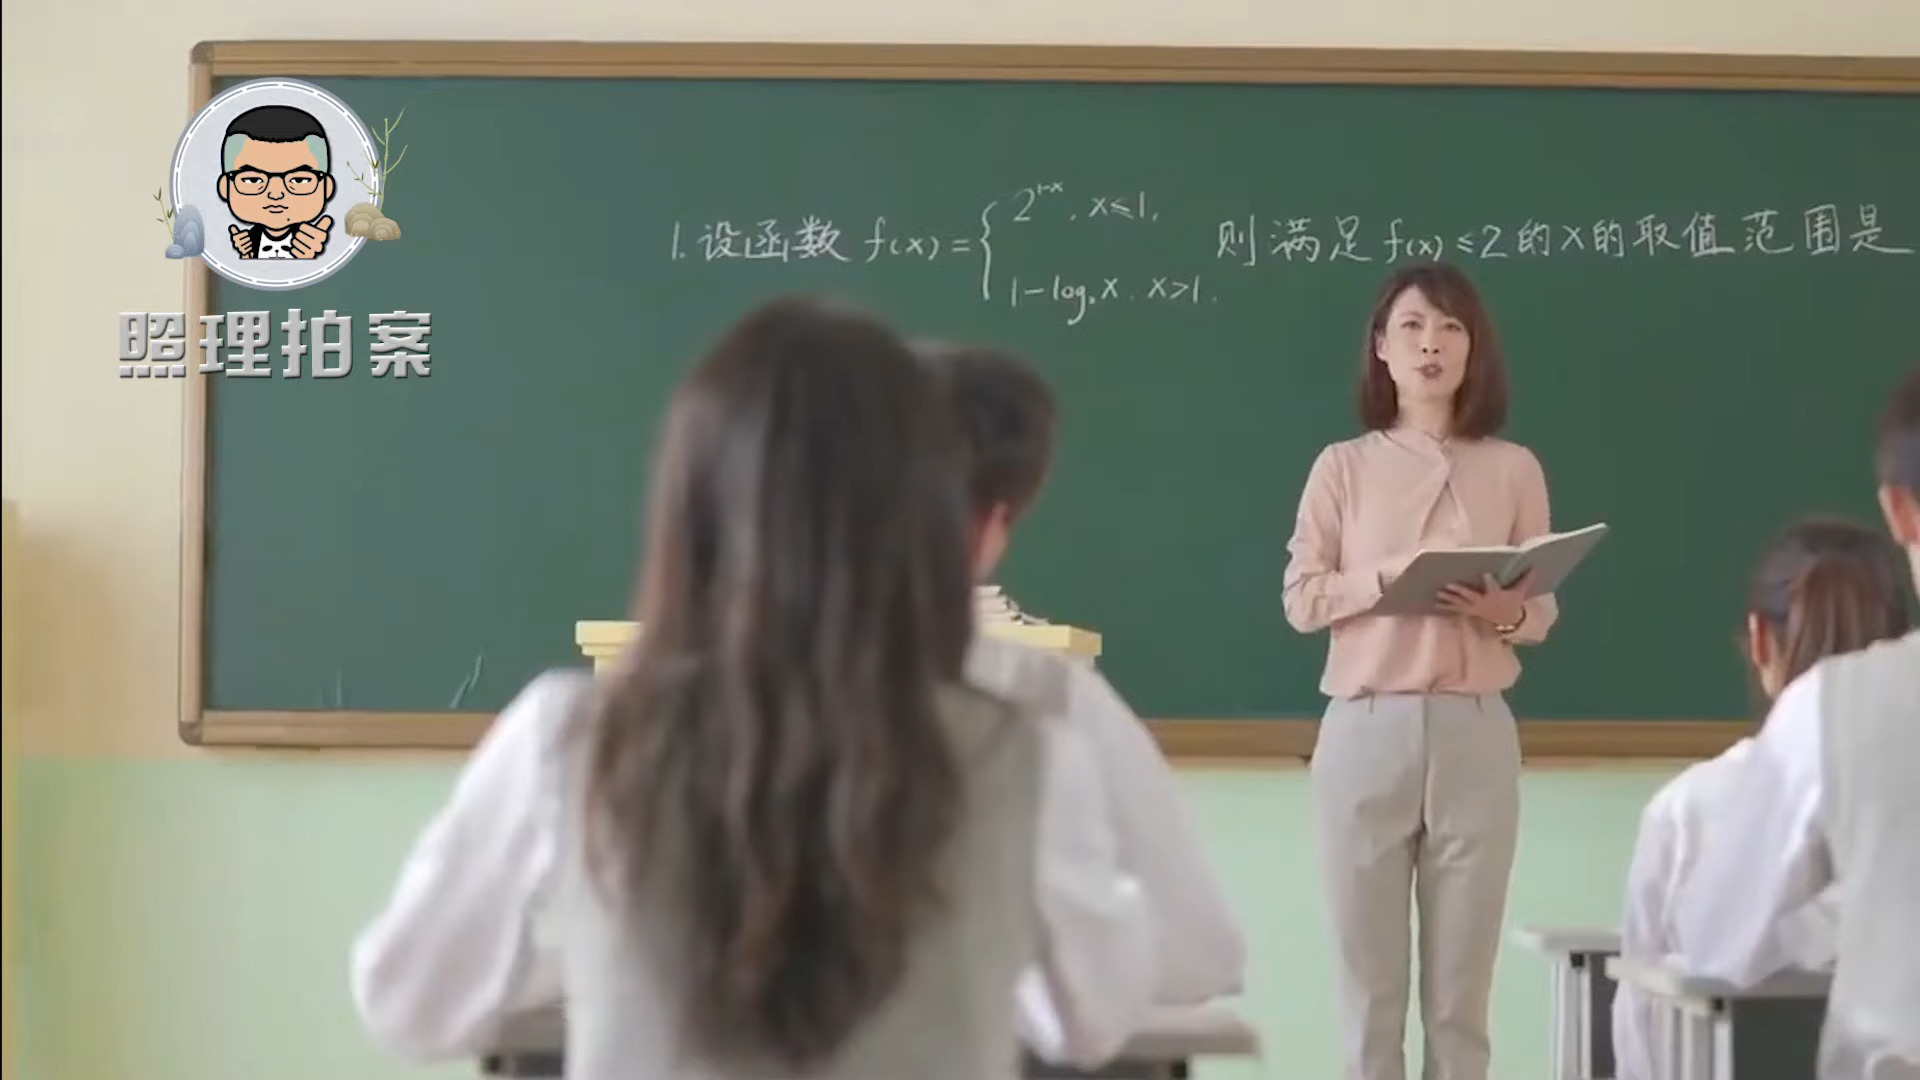 照理拍案
1.设函数 f(x) = { 2^{1-x}, x≤1, 1-log₂x, x>1, 则满足 f(x)≤2 的 x 的取值范围是